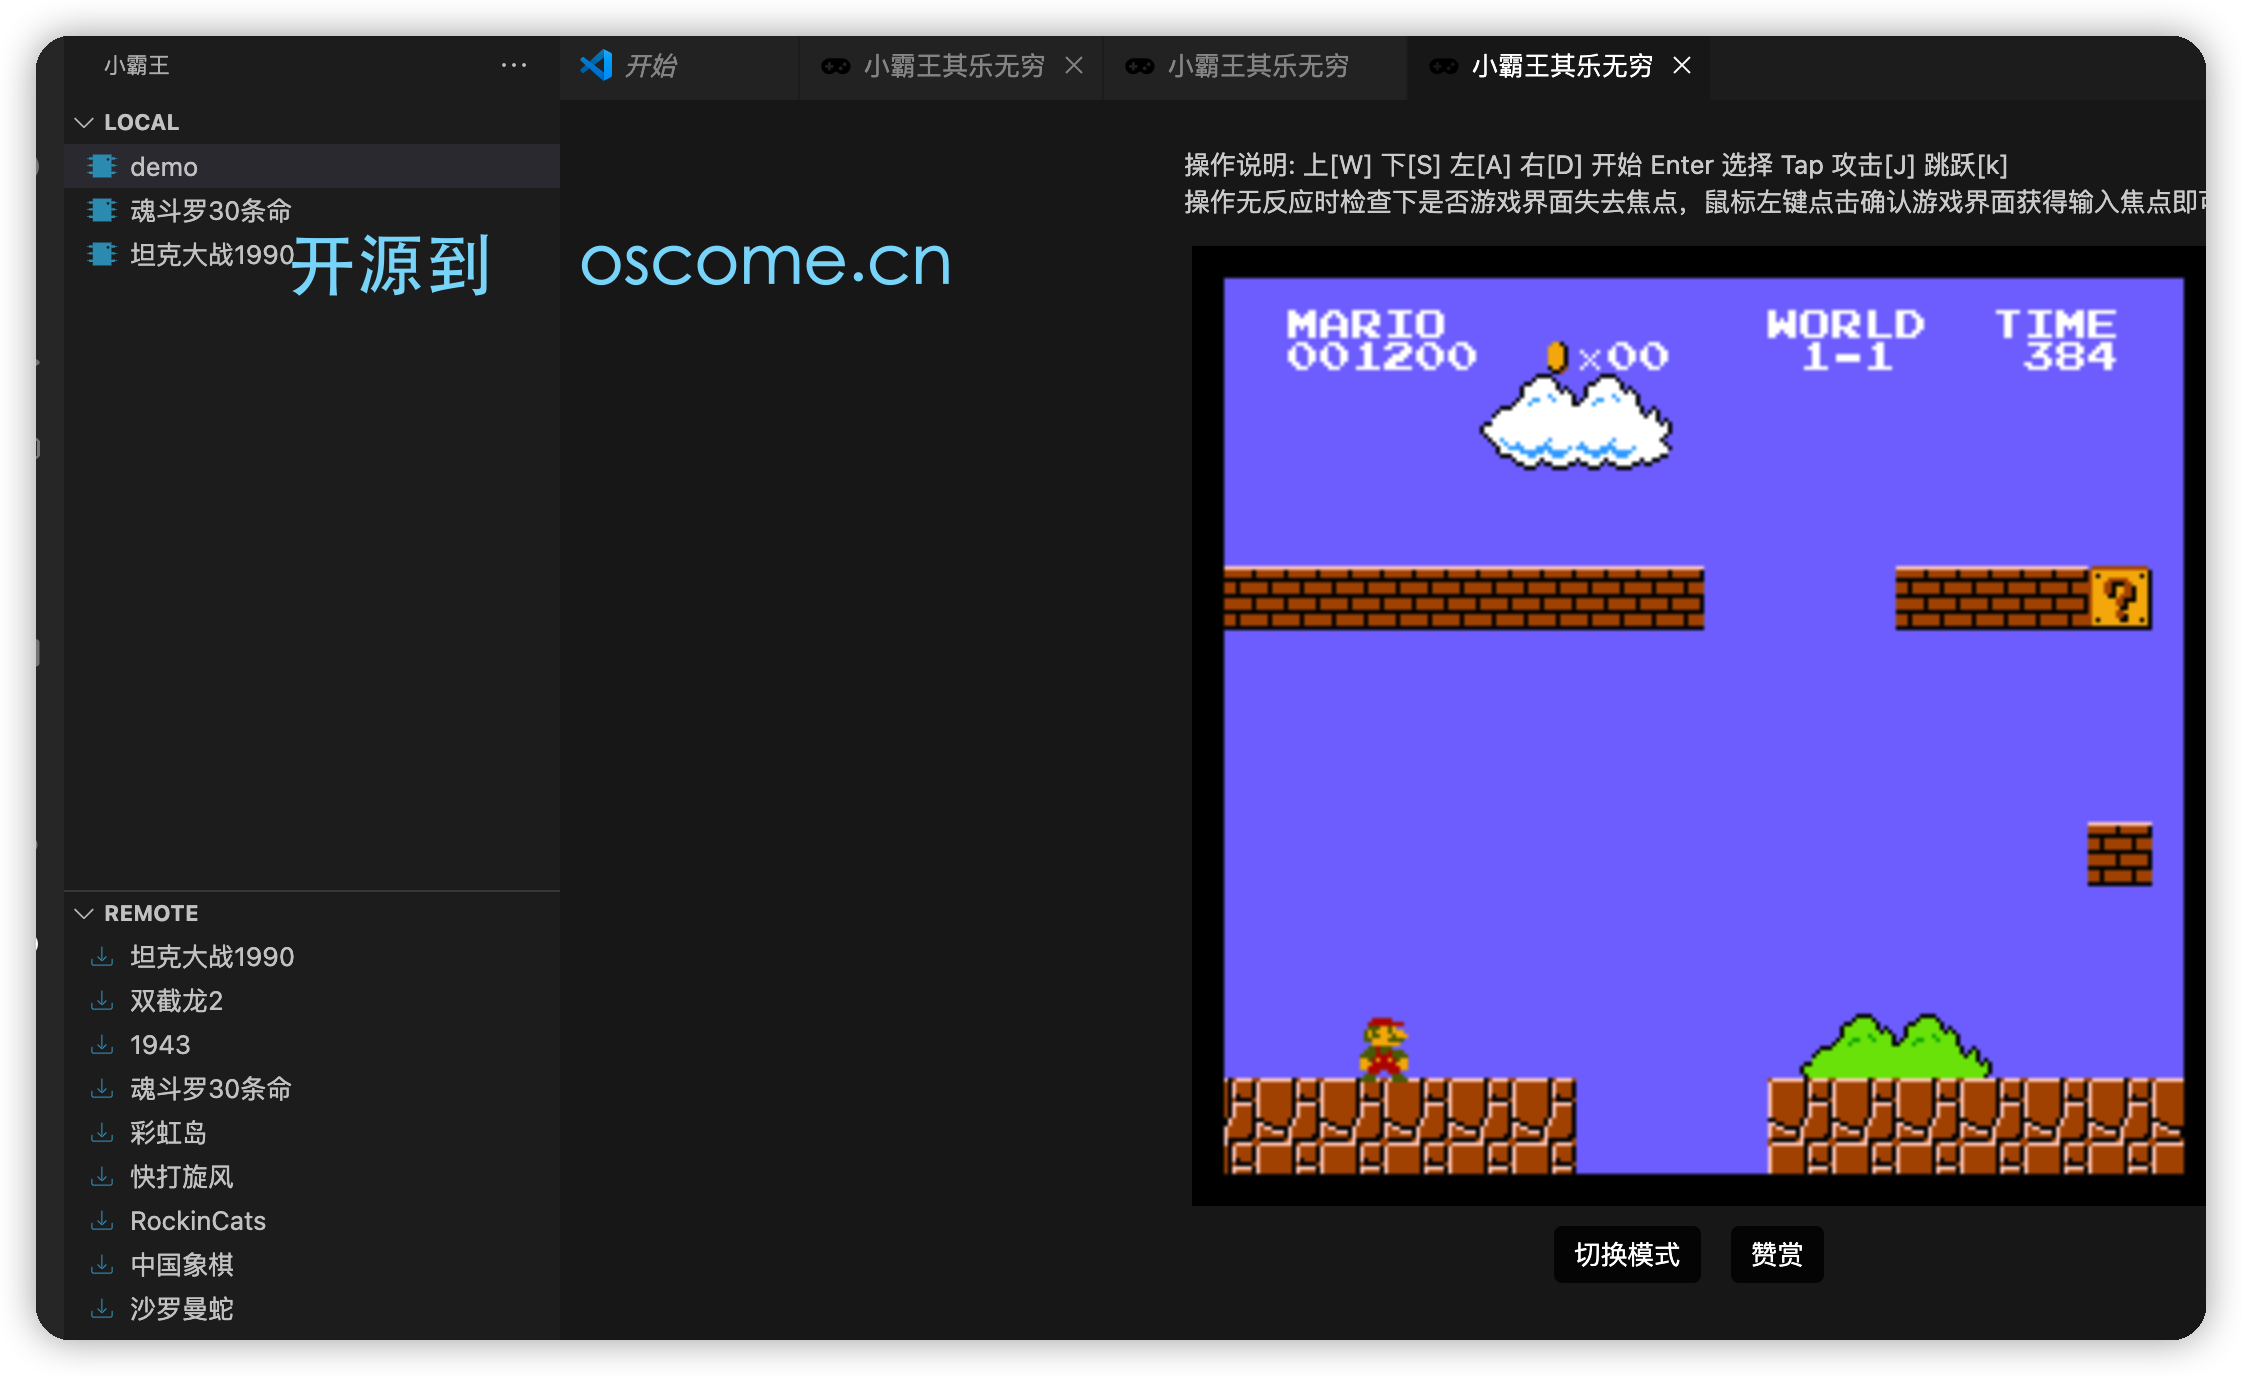 小霸王
开始
小霸王其乐无穷
小霸王其乐无穷
小霸王其乐无穷
LOCAL
demo
魂斗罗30条命
坦克大战1990
开源到 oscome.cn
REMOTE
坦克大战1990
双截龙2
1943
魂斗罗30条命
彩虹岛
快打旋风
RockinCats
中国象棋
沙罗曼蛇
操作说明: 上[W] 下[S] 左[A] 右[D] 开始 Enter 选择 Tap 攻击[J] 跳跃[k]
操作无反应时检查下是否游戏界面失去焦点，鼠标左键点击确认游戏界面获得输入焦点即
MARIO WORLD TIME
001200 ×00 1-1 384
?
切换模式 赞赏